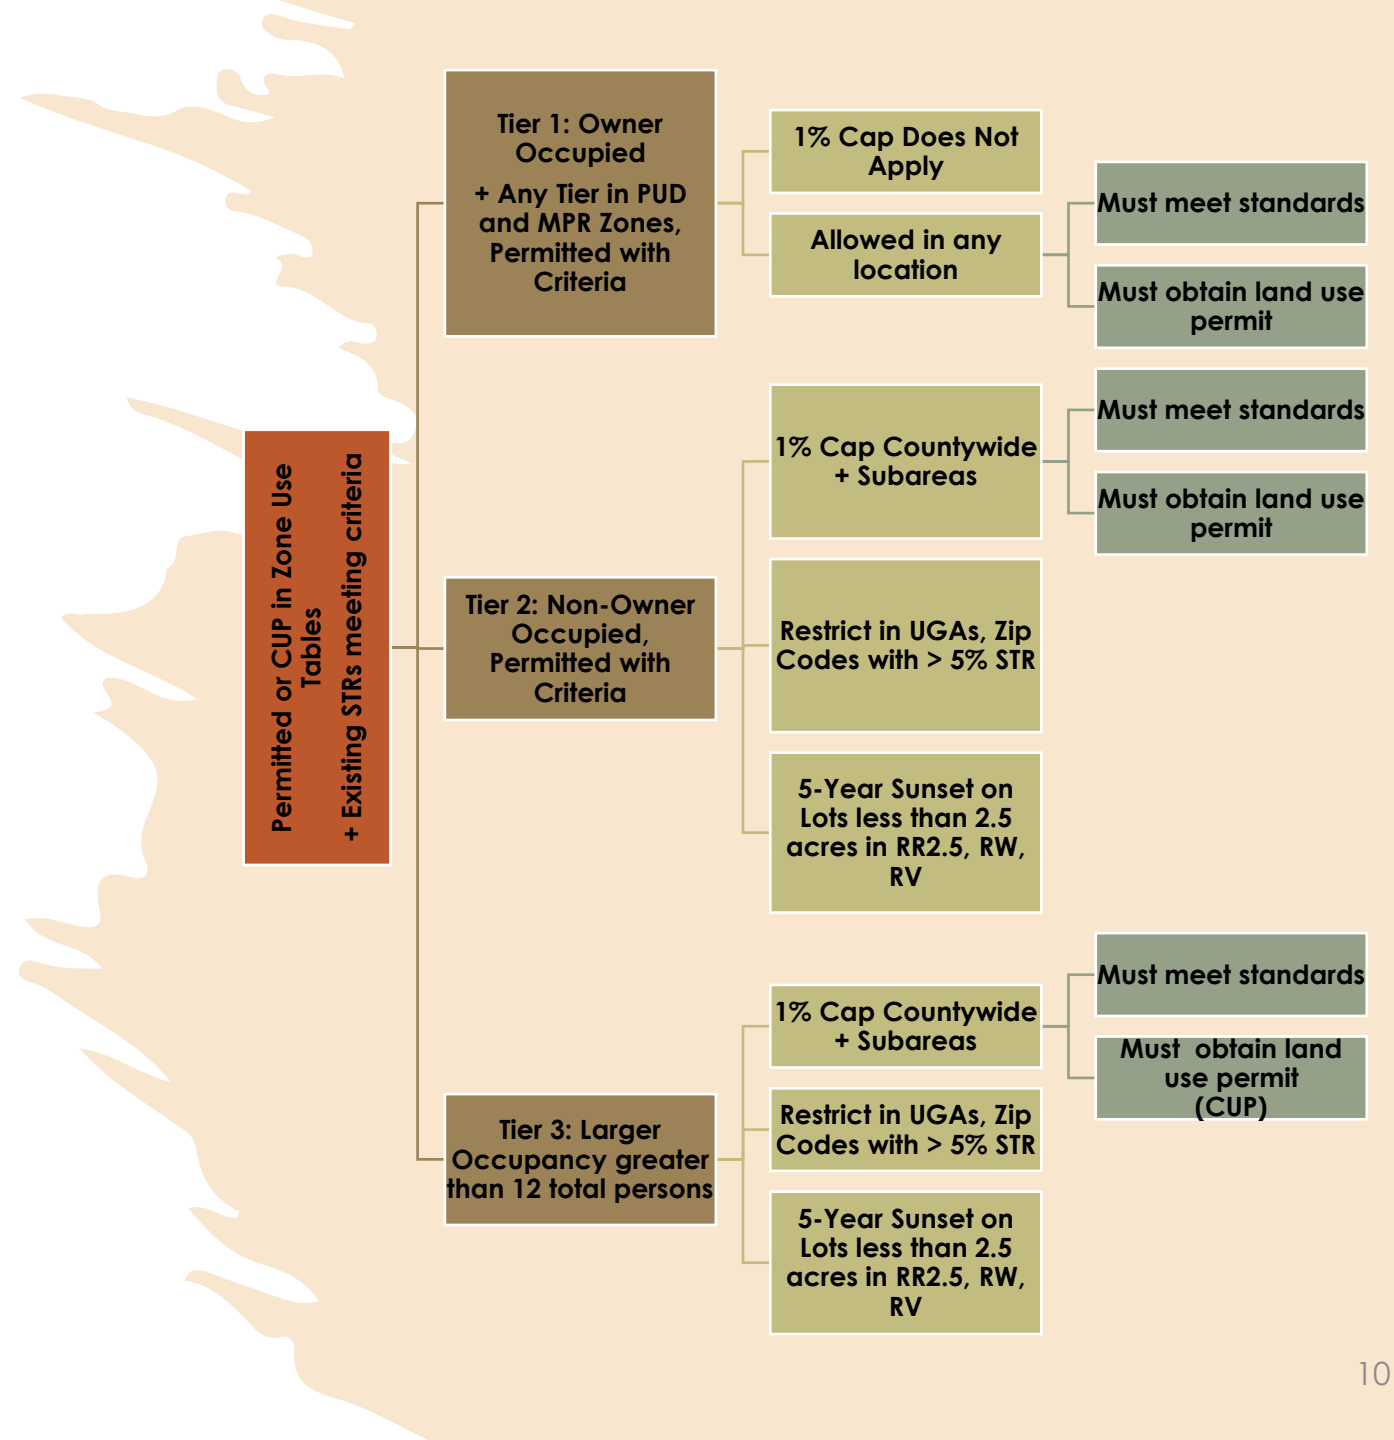 Permitted or CUP in Zone Use
Tables
+ Existing STRs meeting criteria
Tier 1: Owner
Occupied
+ Any Tier in PUD
and MPR Zones,
Permitted with
Criteria
1% Cap Does Not
Apply
Allowed in any
location
Must meet standards
Must obtain land use
permit
Tier 2: Non-Owner
Occupied,
Permitted with
Criteria
1% Cap Countywide
+ Subareas
Must meet standards
Must obtain land use
permit
Restrict in UGAs, Zip
Codes with > 5% STR
5-Year Sunset on
Lots less than 2.5
acres in RR2.5, RW,
RV
Tier 3: Larger
Occupancy greater
than 12 total persons
1% Cap Countywide
+ Subareas
Must meet standards
Must  obtain land
use permit
(CUP)
Restrict in UGAs, Zip
Codes with > 5% STR
5-Year Sunset on
Lots less than 2.5
acres in RR2.5, RW,
RV
10